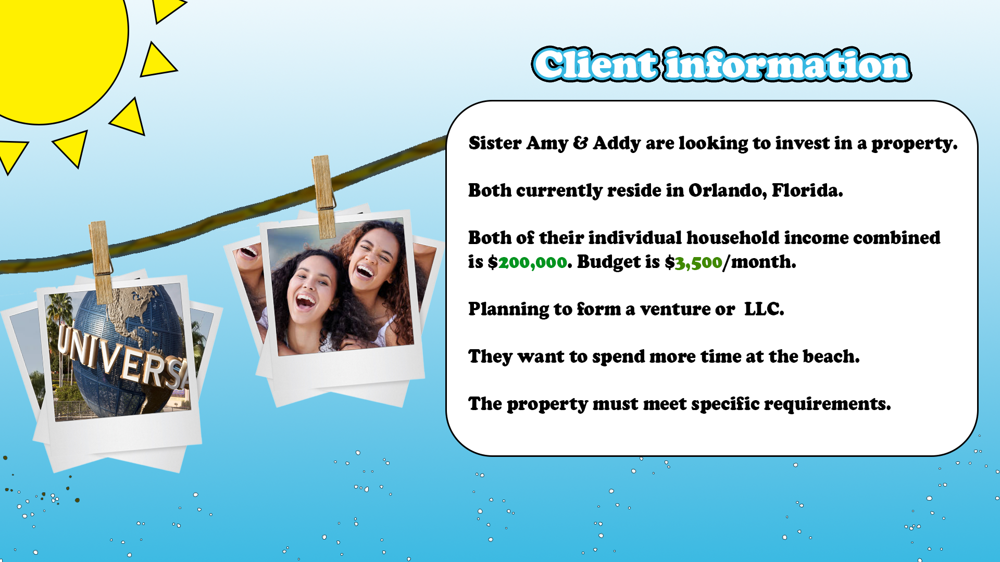 Client information
Sister Amy & Addy are looking to invest in a property.
Both currently reside in Orlando, Florida.
Both of their individual household income combined
is $200,000. Budget is $3,500/month.
Planning to form a venture or  LLC.
They want to spend more time at the beach.
The property must meet specific requirements.
UNIVERSA